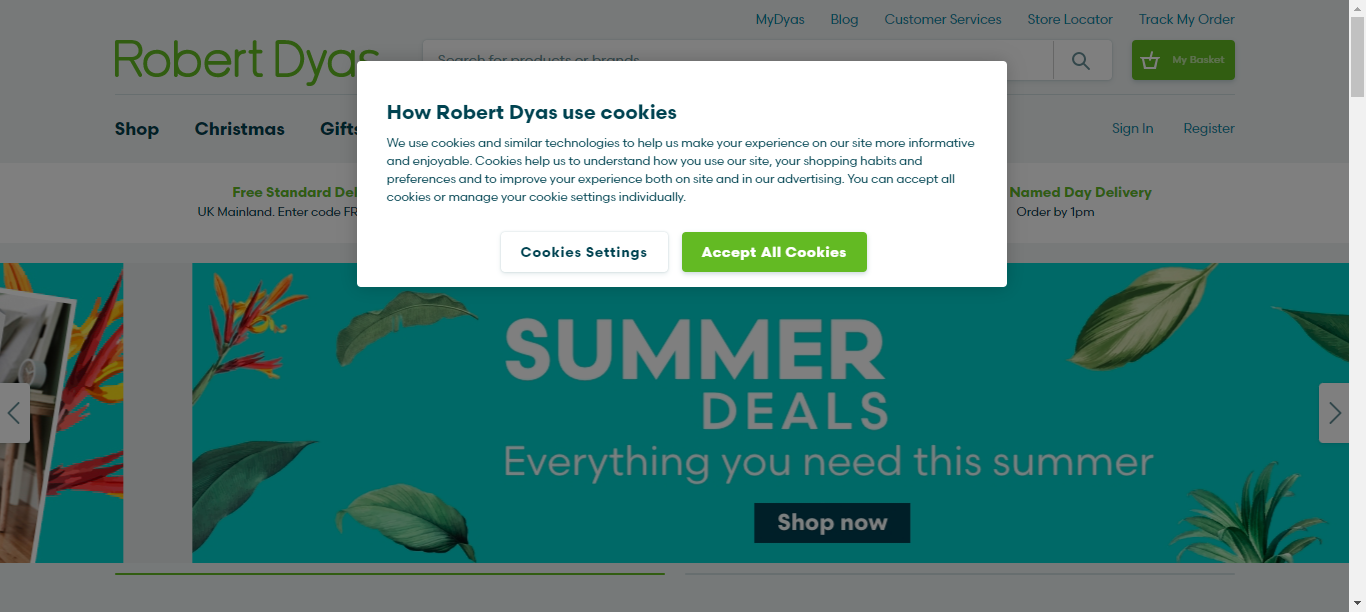 MyDyas Blog Customer Services Store Locator Track My Order
Robert Dyas
Search for products or brands
My Basket
Shop Christmas Gifts
Sign In Register
How Robert Dyas use cookies
We use cookies and similar technologies to help us make your experience on our site more informative
and enjoyable. Cookies help us to understand how you use our site, your shopping habits and
preferences and to improve your experience both on site and in our advertising. You can accept all
cookies or manage your cookie settings individually.
Cookies Settings Accept All Cookies
Free Standard Del
UK Mainland. Enter code FR
Named Day Delivery
Order by 1pm
SUMMER
DEALS
Everything you need this summer
Shop now